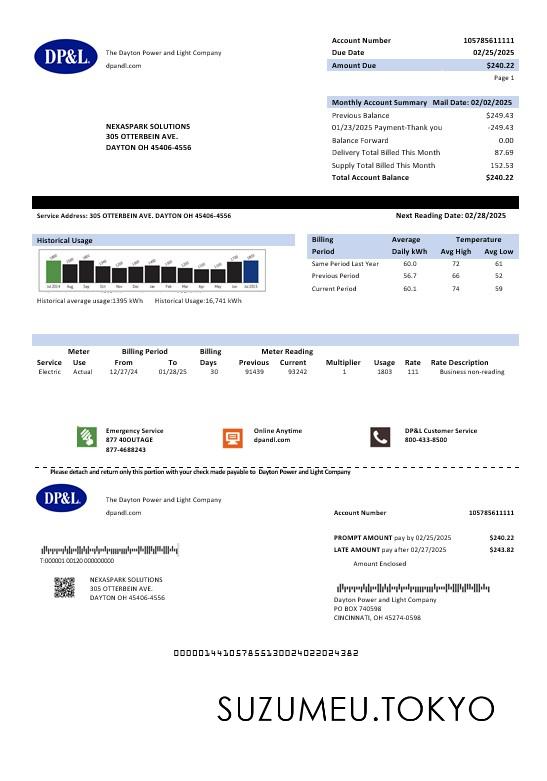 DP&L
The Dayton Power and Light Company
dpandl.com
Account Number 105785611111
Due Date 02/25/2025
Amount Due $240.22
Page 1
Monthly Account Summary Mail Date: 02/02/2025
Previous Balance $249.43
01/23/2025 Payment-Thank you -249.43
Balance Forward 0.00
Delivery Total Billed This Month 87.69
Supply Total Billed This Month 152.53
Total Account Balance $240.22
NEXASPARK SOLUTIONS
305 OTTERBEIN AVE.
DAYTON OH 45406-4556
Service Address: 305 OTTERBEIN AVE. DAYTON OH 45406-4556
Next Reading Date: 02/28/2025
Historical Usage
Aug Sep Oct Nov Dec Jan Feb Mar Apr May Jun
Historical average usage:1395 kWh Historical Usage:16,741 kWh
Billing Average Temperature
Period Daily kWh Avg High Avg Low
Same Period Last Year 60.0 72 61
Previous Period 56.7 66 52
Current Period 60.1 74 59
Meter Billing Period Billing Meter Reading
Service Use From To Days Previous Current Multiplier Usage Rate Rate Description
Electric Actual 12/27/24 01/28/25 30 91439 93242 1 1803 111 Business non-reading
Emergency Service
877 40OUTAGE
877-4688243
Online Anytime
dpandl.com
DP&L Customer Service
800-433-8500
Please detach and return only this portion with your check made payable to Dayton Power and Light Company
DP&L
The Dayton Power and Light Company
dpandl.com
Account Number 105785611111
PROMPT AMOUNT pay by 02/25/2025 $240.22
LATE AMOUNT pay after 02/27/2025 $243.82
Amount Enclosed
T:000001 00120 000000000
NEXASPARK SOLUTIONS
305 OTTERBEIN AVE.
DAYTON OH 45406-4556
Dayton Power and Light Company
PO BOX 740598
CINCINNATI, OH 45274-0598
SUZUMEU.TOKYO